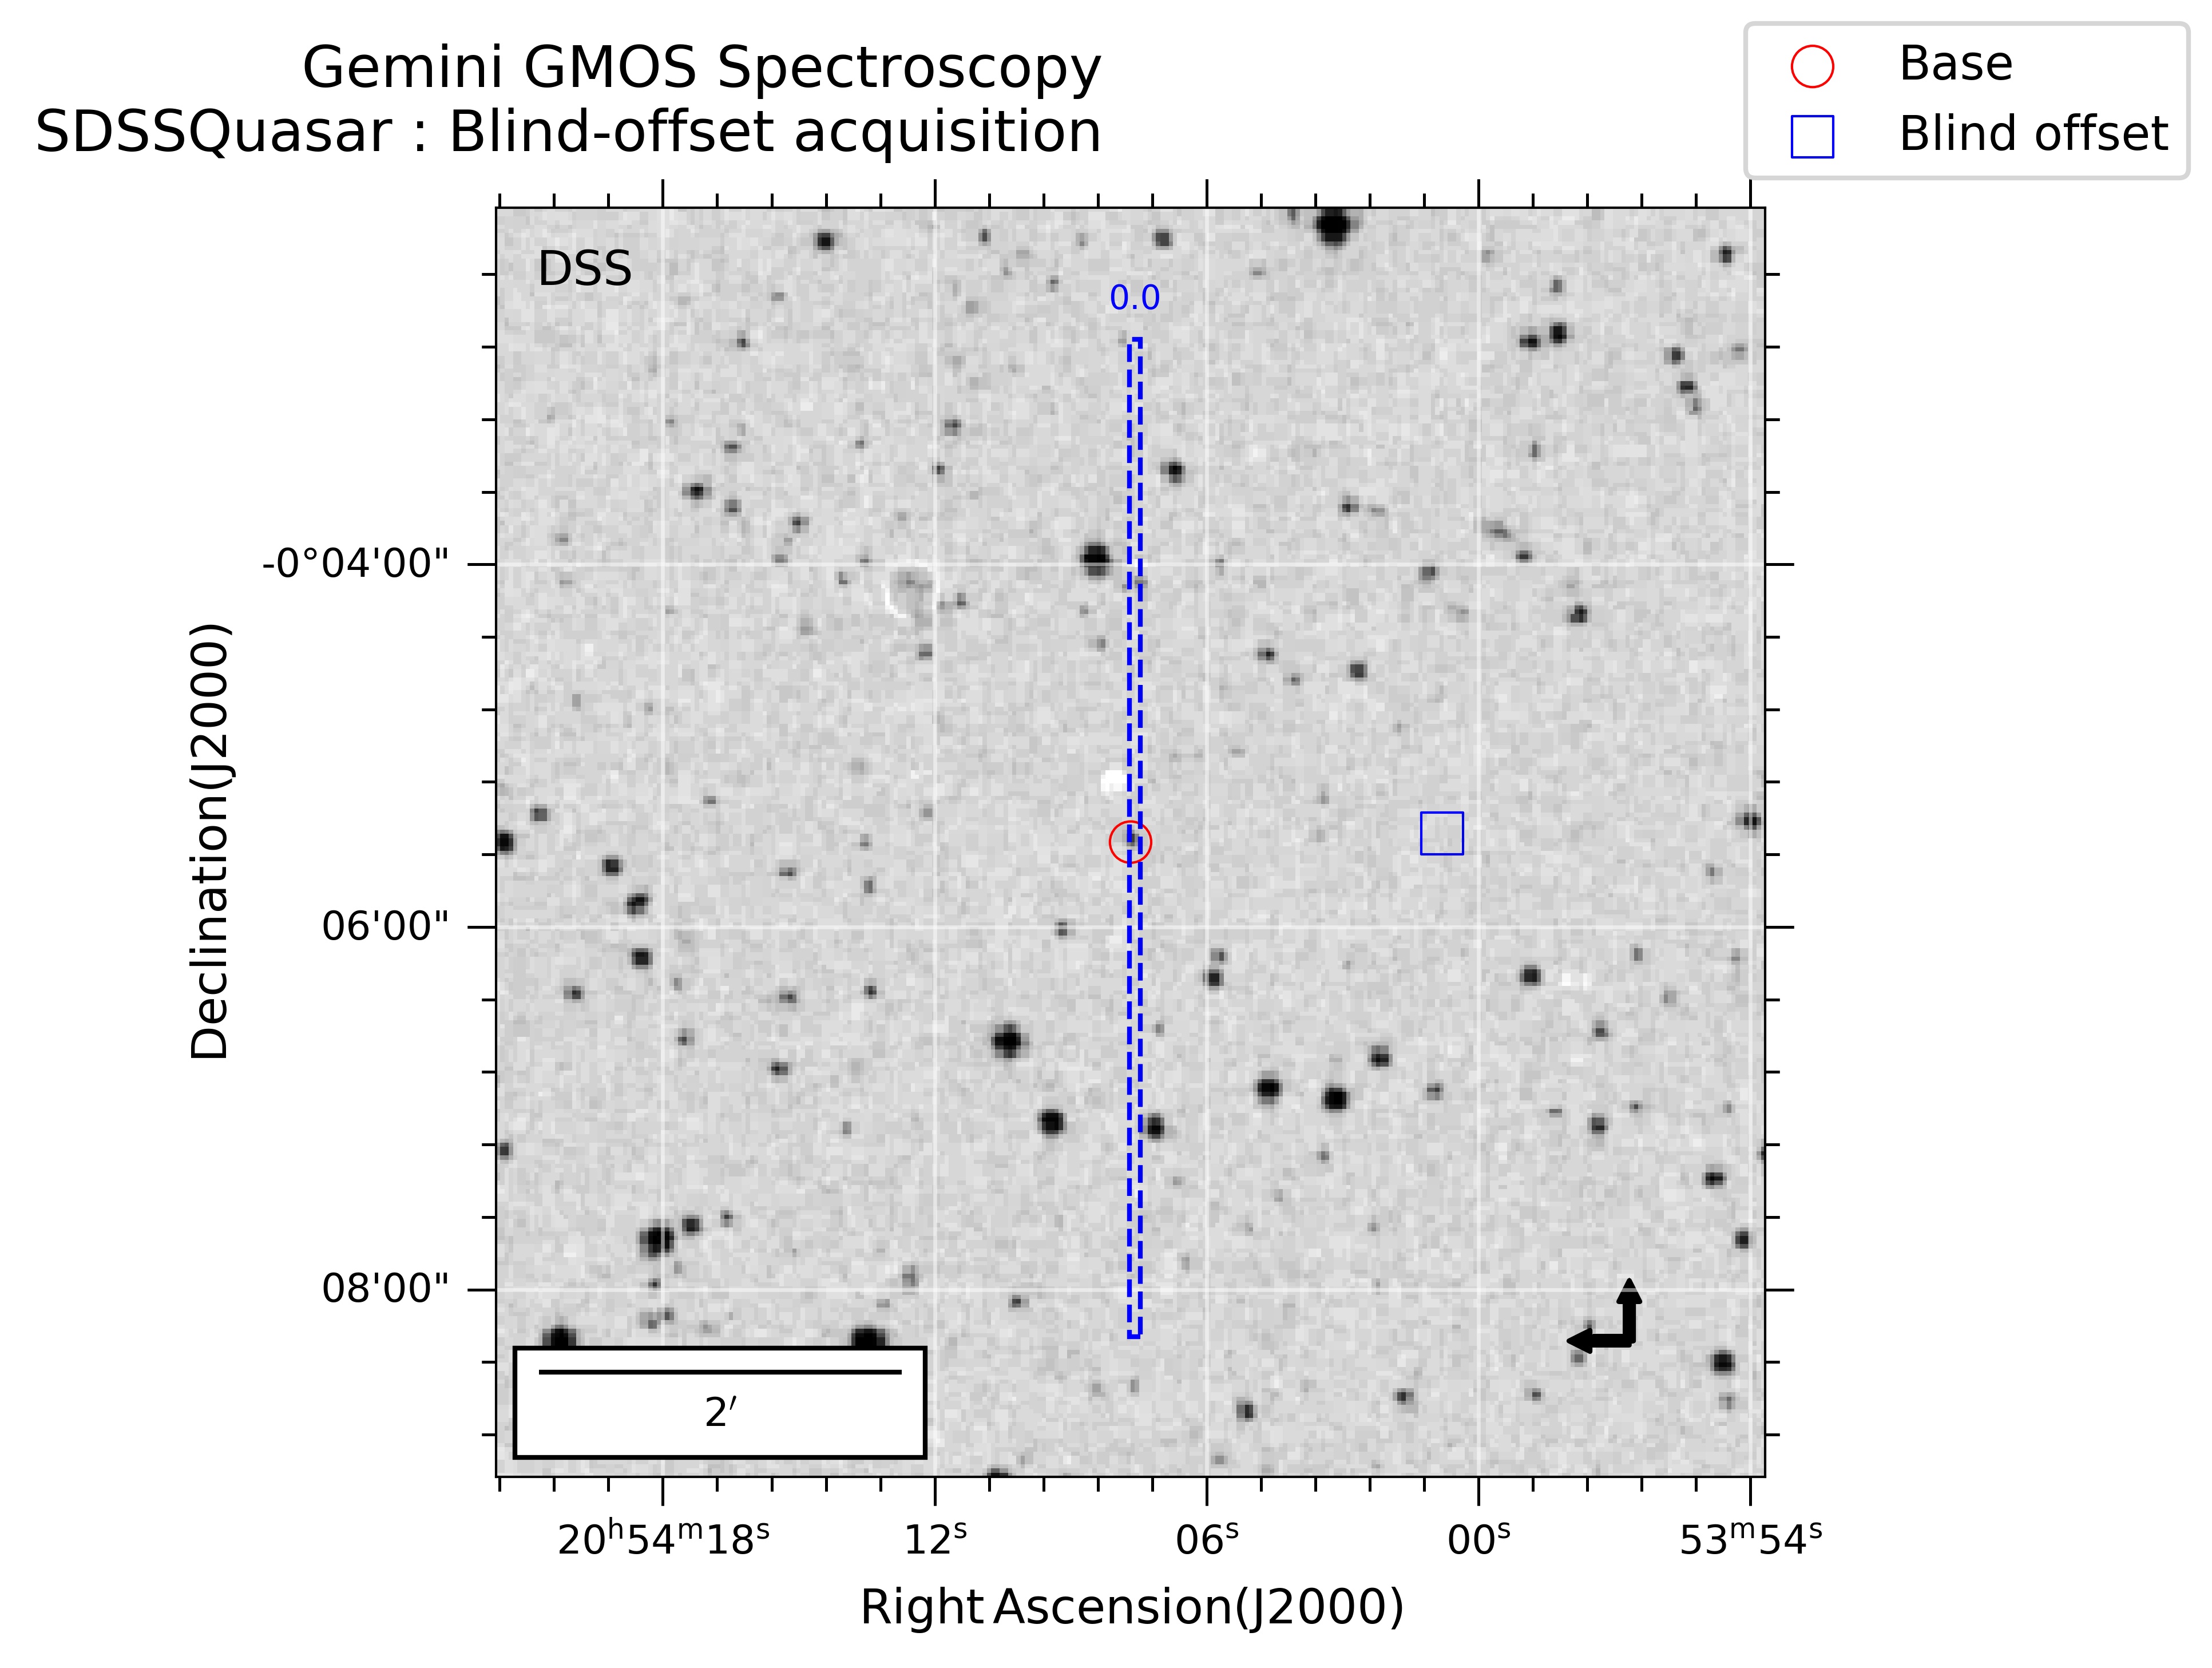 Gemini GMOS Spectroscopy
SDSSQuasar : Blind-offset acquisition
Base
Blind offset
DSS
0.0
-0°04'00"
06'00"
08'00"
Declination(J2000)
2′
20ʰ54ᵐ18ˢ 12ˢ 06ˢ 00ˢ 53ᵐ54ˢ
Right Ascension(J2000)